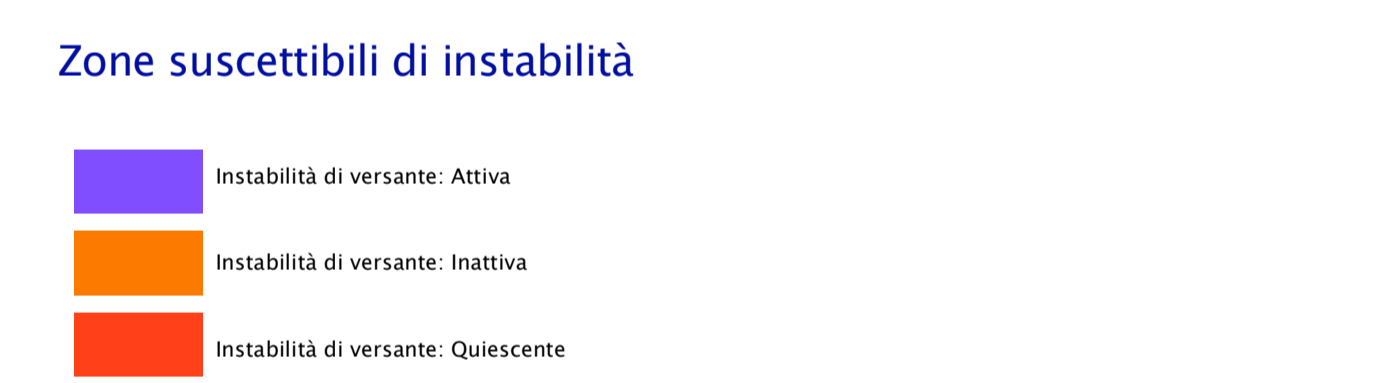 Zone suscettibili di instabilità
Instabilità di versante: Attiva
Instabilità di versante: Inattiva
Instabilità di versante: Quiescente